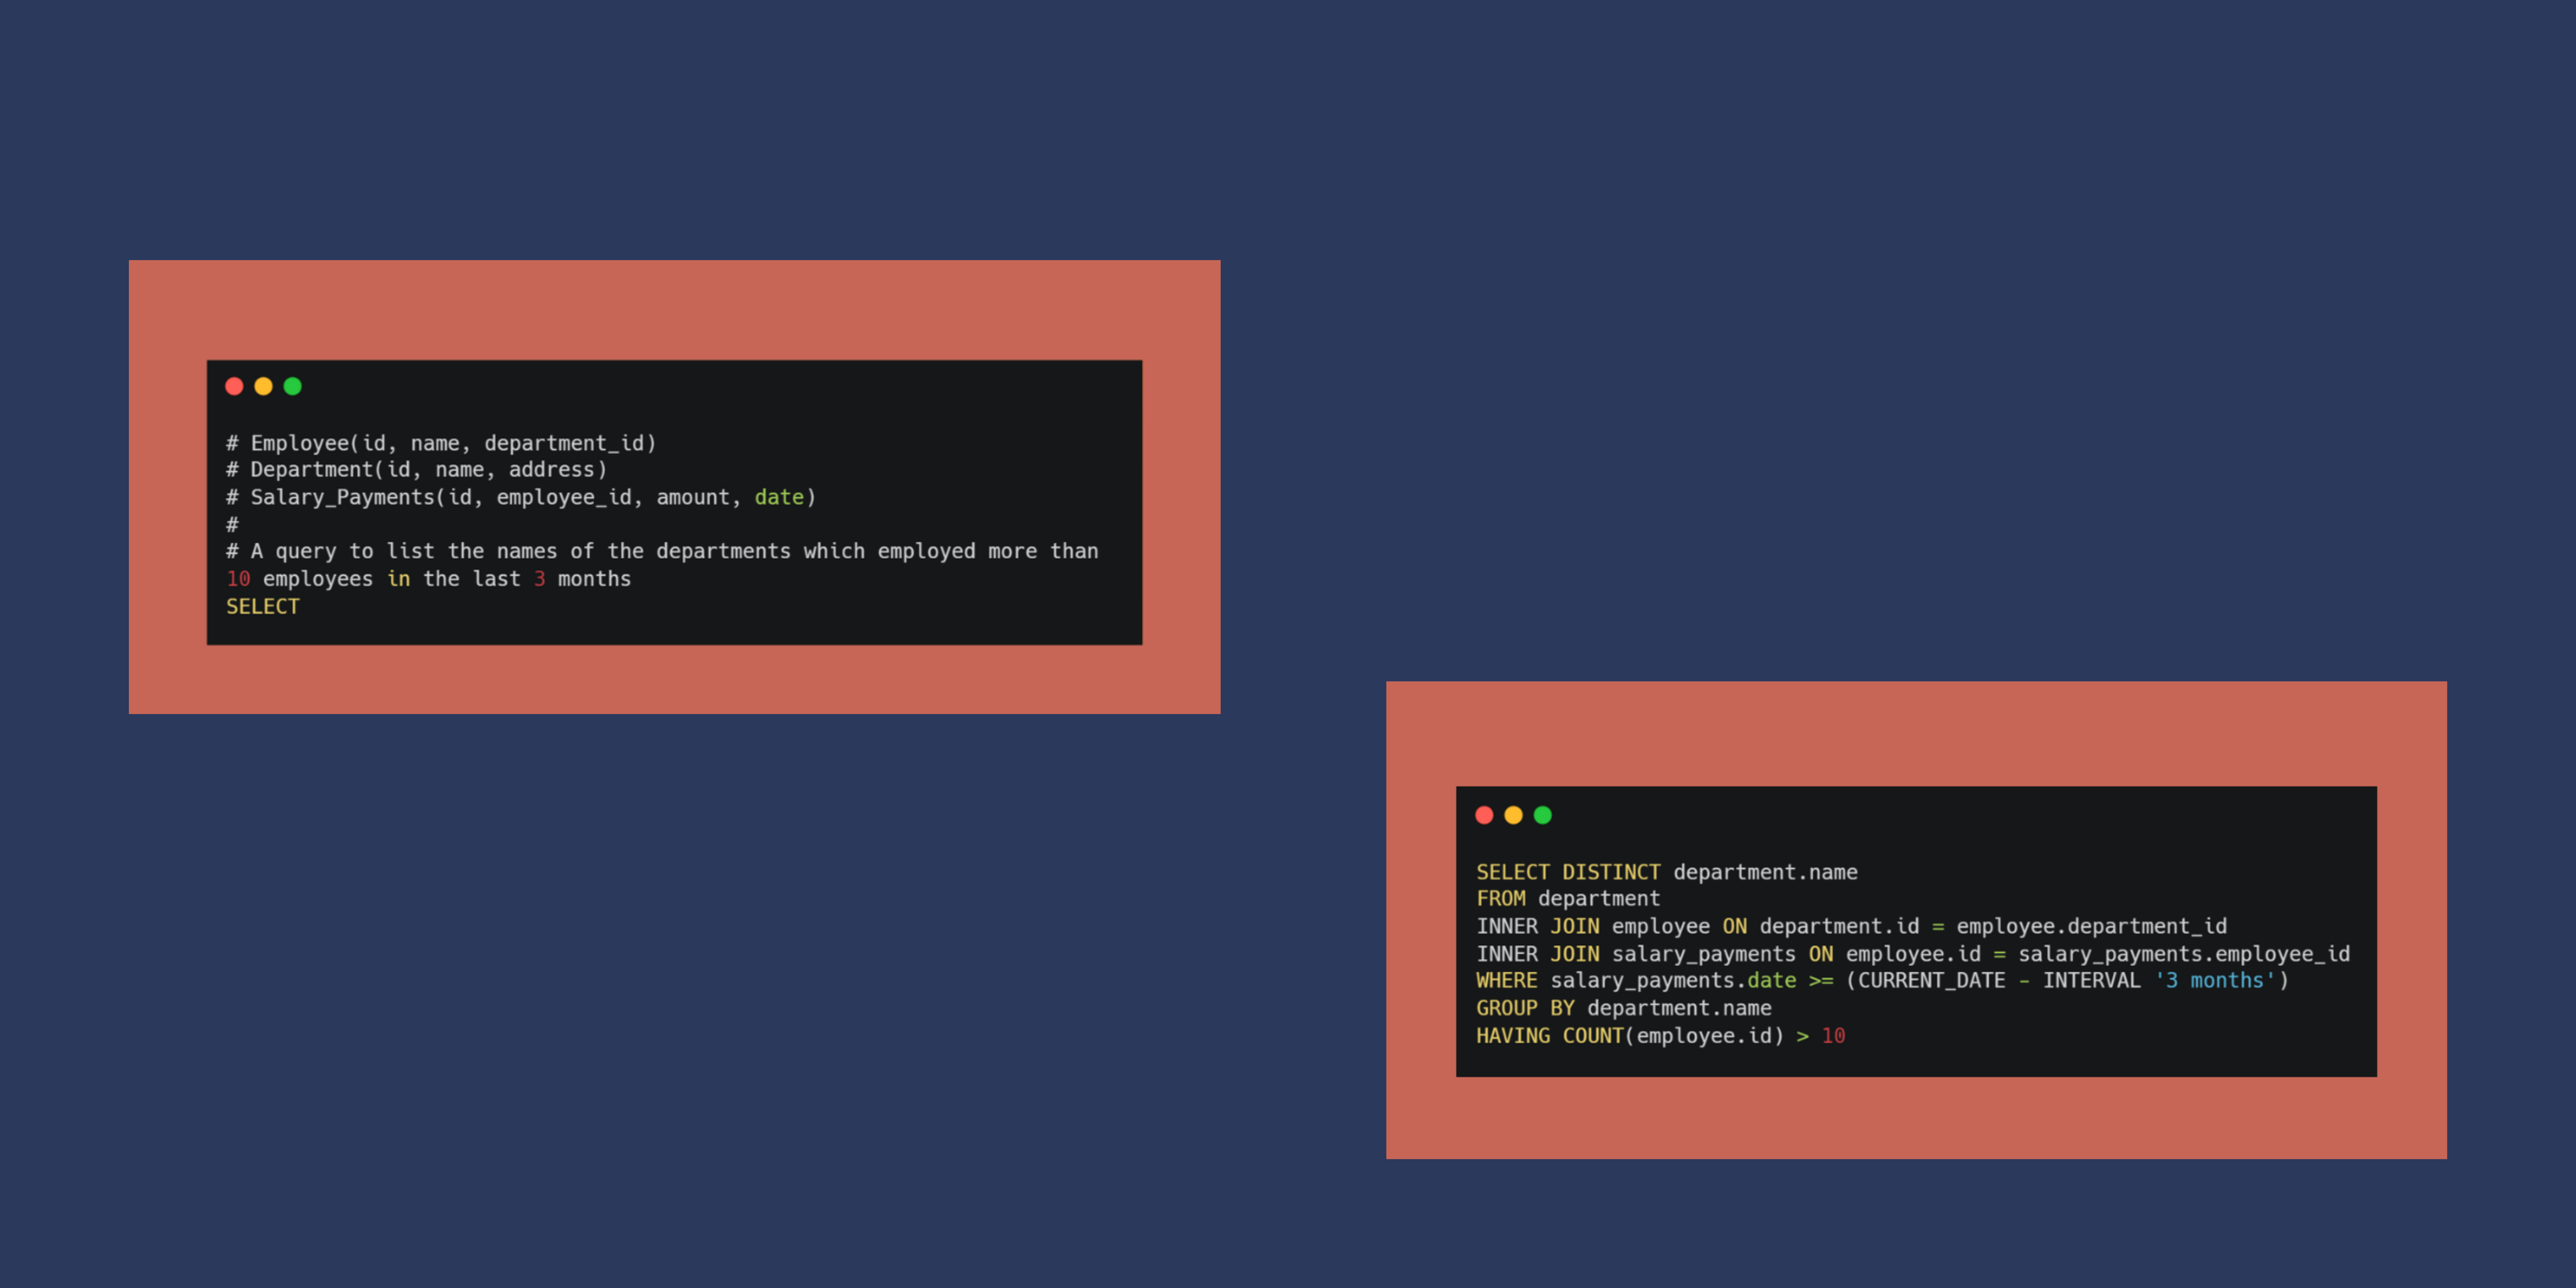 # Employee(id, name, department_id)
# Department(id, name, address)
# Salary_Payments(id, employee_id, amount, date)
#
# A query to list the names of the departments which employed more than
10 employees in the last 3 months
SELECT
SELECT DISTINCT department.name
FROM department
INNER JOIN employee ON department.id = employee.department_id
INNER JOIN salary_payments ON employee.id = salary_payments.employee_id
WHERE salary_payments.date >= (CURRENT_DATE - INTERVAL '3 months')
GROUP BY department.name
HAVING COUNT(employee.id) > 10